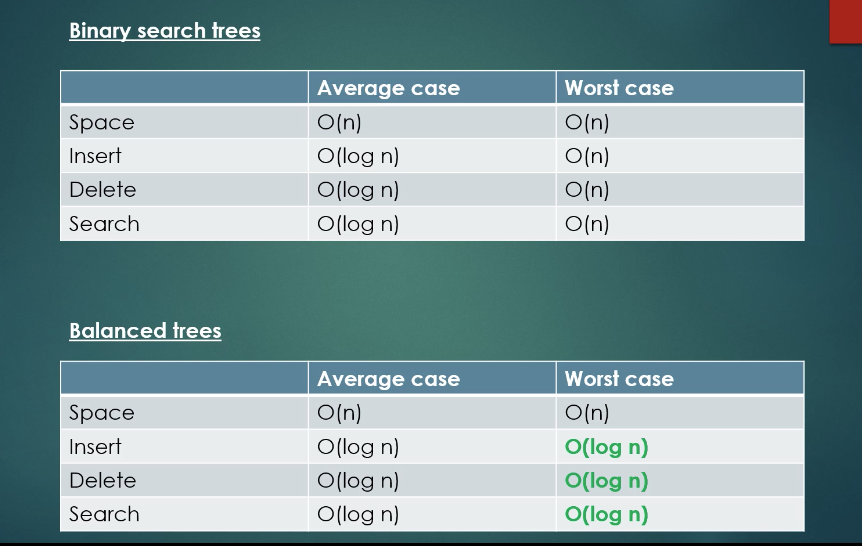 Binary search trees
Average case Worst case
Space O(n) O(n)
Insert O(log n) O(n)
Delete O(log n) O(n)
Search O(log n) O(n)
Balanced trees
Average case Worst case
Space O(n) O(n)
Insert O(log n) O(log n)
Delete O(log n) O(log n)
Search O(log n) O(log n)